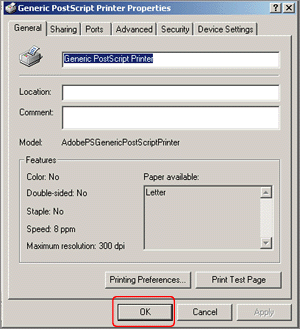 Generic PostScript Printer Properties
General Sharing Ports Advanced Security Device Settings
Generic PostScript Printer
Location:
Comment:
Model: AdobePSGenericPostScriptPrinter
Features
Color: No
Paper available:
Double-sided: No
Letter
Staple: No
Speed: 8 ppm
Maximum resolution: 300 dpi
Printing Preferences... Print Test Page
OK Cancel Apply